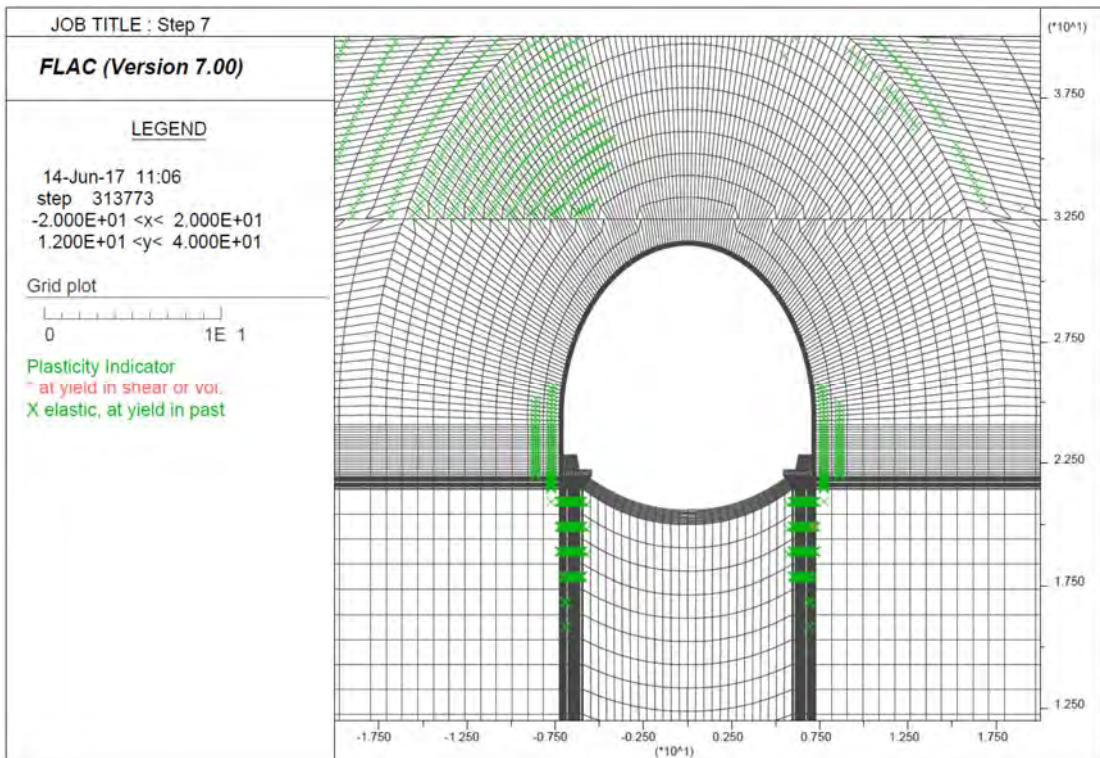 JOB TITLE : Step 7
FLAC (Version 7.00)
LEGEND
14-Jun-17 11:06
step 313773
-2.000E+01 <x< 2.000E+01
1.200E+01 <y< 4.000E+01
Grid plot
0 1E 1
Plasticity Indicator
* at yield in shear or vol.
X elastic, at yield in past
(*10^1)
3.750
3.250
2.750
2.250
1.750
1.250
-1.750 -1.250 -0.750 -0.250 0.250 0.750 1.250 1.750
(*10^1)